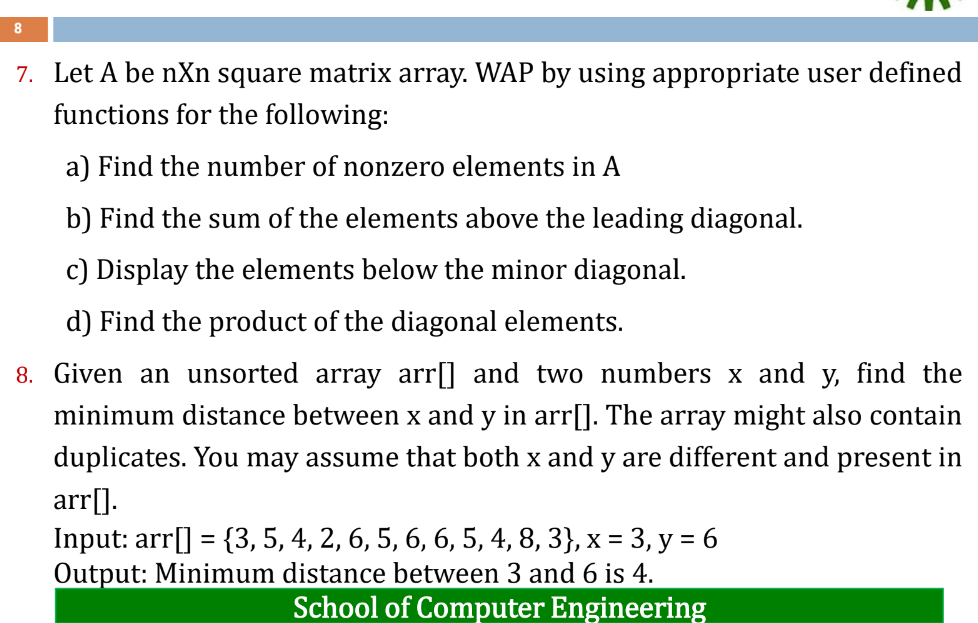 8
7. Let A be nXn square matrix array. WAP by using appropriate user defined
functions for the following:
a) Find the number of nonzero elements in A
b) Find the sum of the elements above the leading diagonal.
c) Display the elements below the minor diagonal.
d) Find the product of the diagonal elements.
8. Given an unsorted array arr[] and two numbers x and y, find the
minimum distance between x and y in arr[]. The array might also contain
duplicates. You may assume that both x and y are different and present in
arr[].
Input: arr[] = {3, 5, 4, 2, 6, 5, 6, 6, 5, 4, 8, 3}, x = 3, y = 6
Output: Minimum distance between 3 and 6 is 4.
School of Computer Engineering